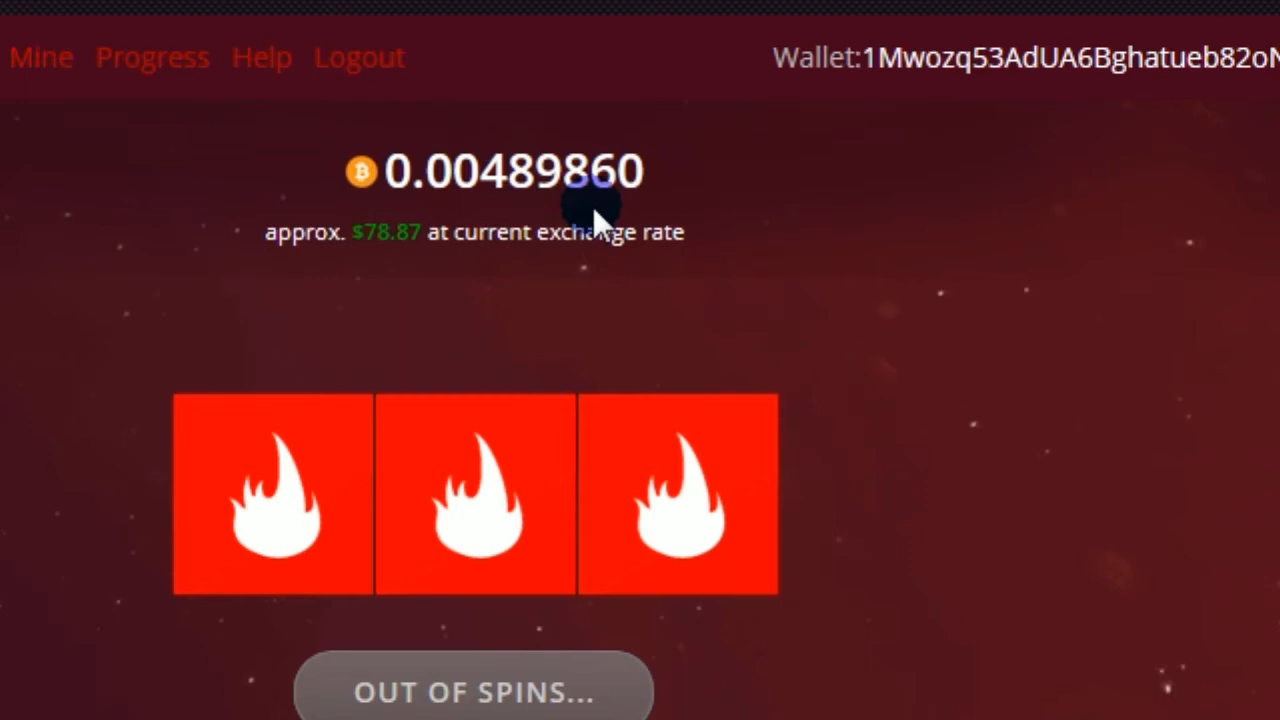 Mine Progress Help Logout Wallet:1Mwozq53AdUA6Bghatueb82oN
0.00489860
approx. $78.87 at current exchange rate
OUT OF SPINS...